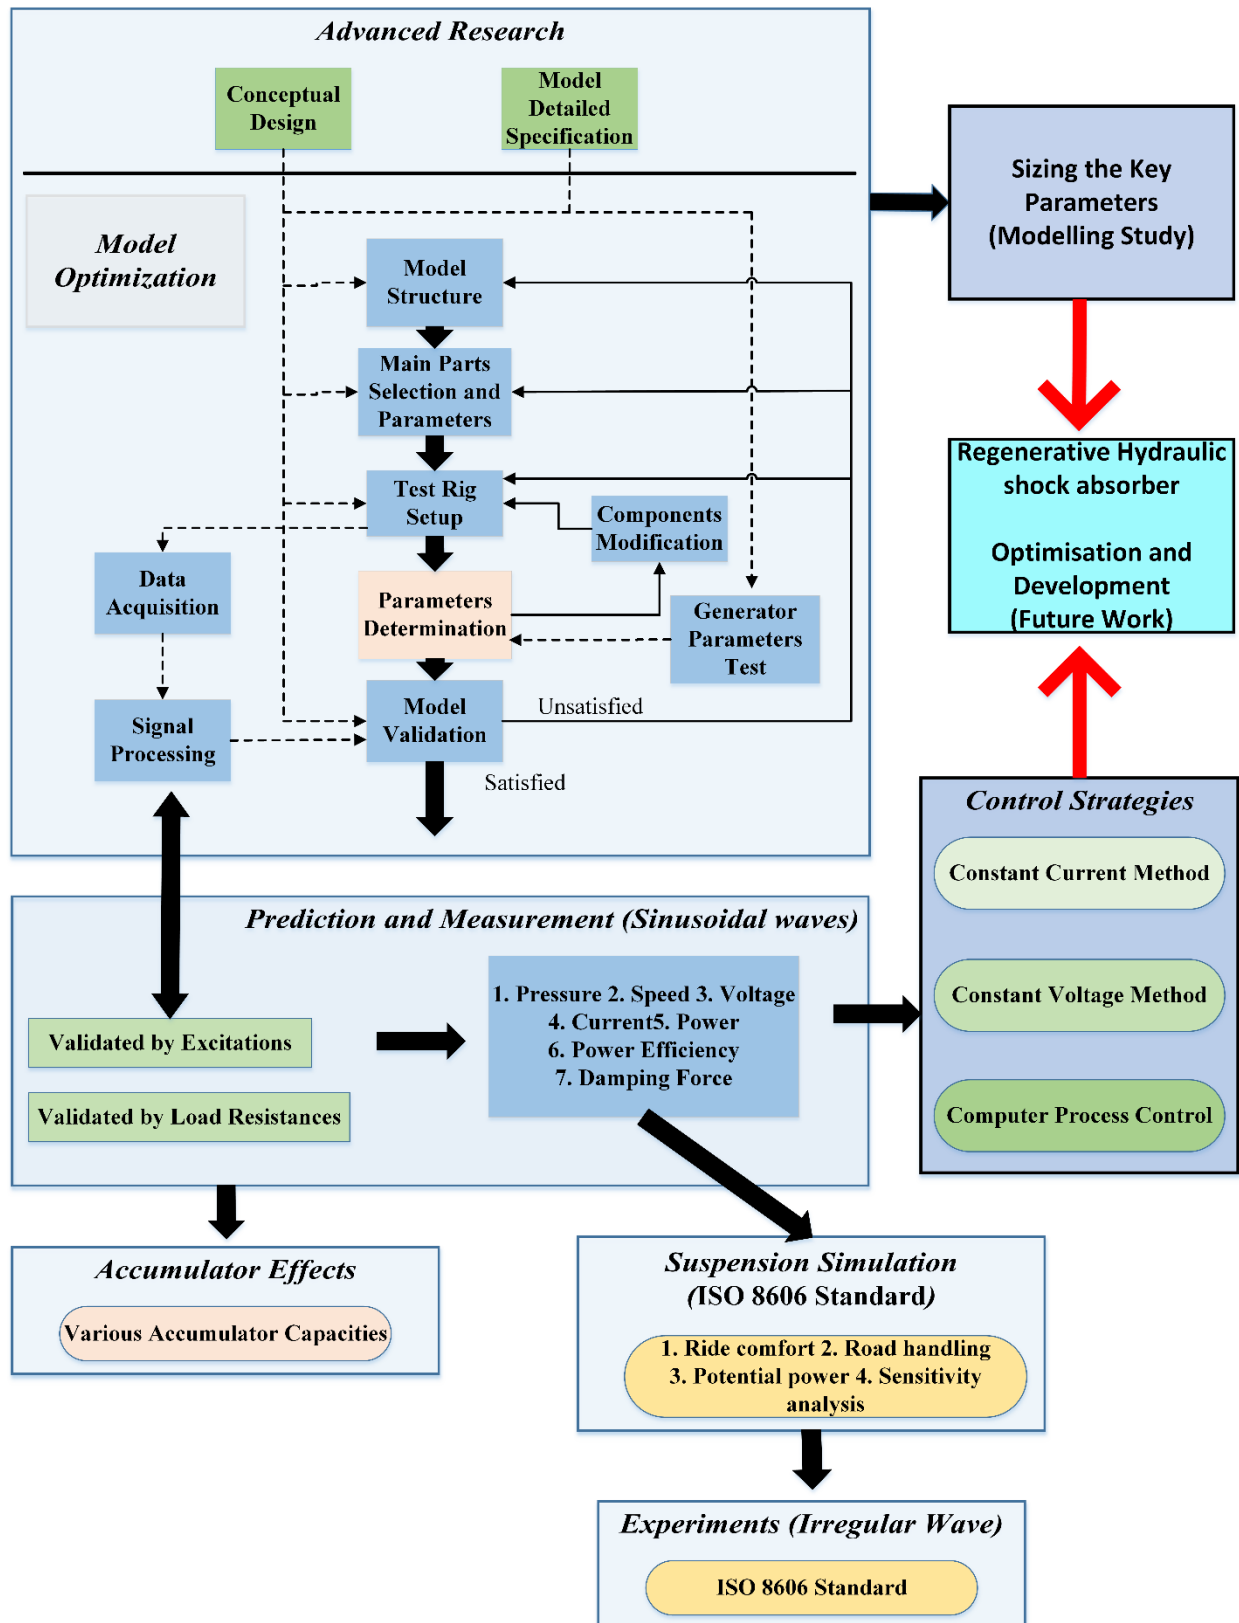 Advanced Research
Conceptual
Design
Model
Detailed
Specification
Sizing the Key
Parameters
(Modelling Study)
Model
Optimization
Model
Structure
Main Parts
Selection and
Parameters
Test Rig
Setup
Components
Modification
Data
Acquisition
Parameters
Determination
Generator
Parameters
Test
Signal
Processing
Model
Validation
Unsatisfied
Satisfied
Regenerative Hydraulic
shock absorber
Optimisation and
Development
(Future Work)
Control Strategies
Constant Current Method
Constant Voltage Method
Computer Process Control
Prediction and Measurement (Sinusoidal waves)
Validated by Excitations
Validated by Load Resistances
1. Pressure 2. Speed 3. Voltage
4. Current5. Power
6. Power Efficiency
7. Damping Force
Accumulator Effects
Various Accumulator Capacities
Suspension Simulation
(ISO 8606 Standard)
1. Ride comfort 2. Road handling
3. Potential power 4. Sensitivity
analysis
Experiments (Irregular Wave)
ISO 8606 Standard